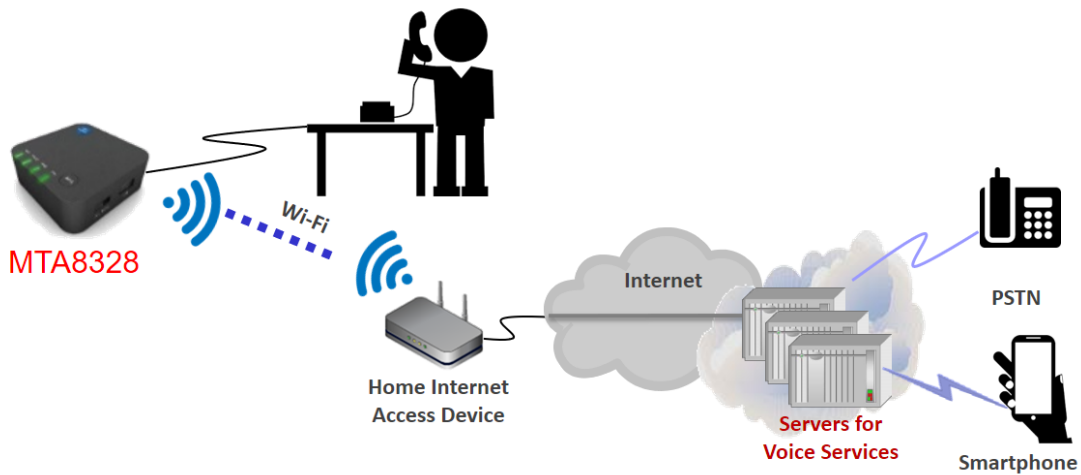 MTA8328
Wi-Fi
Home Internet
Access Device
Internet
Servers for
Voice Services
PSTN
Smartphone